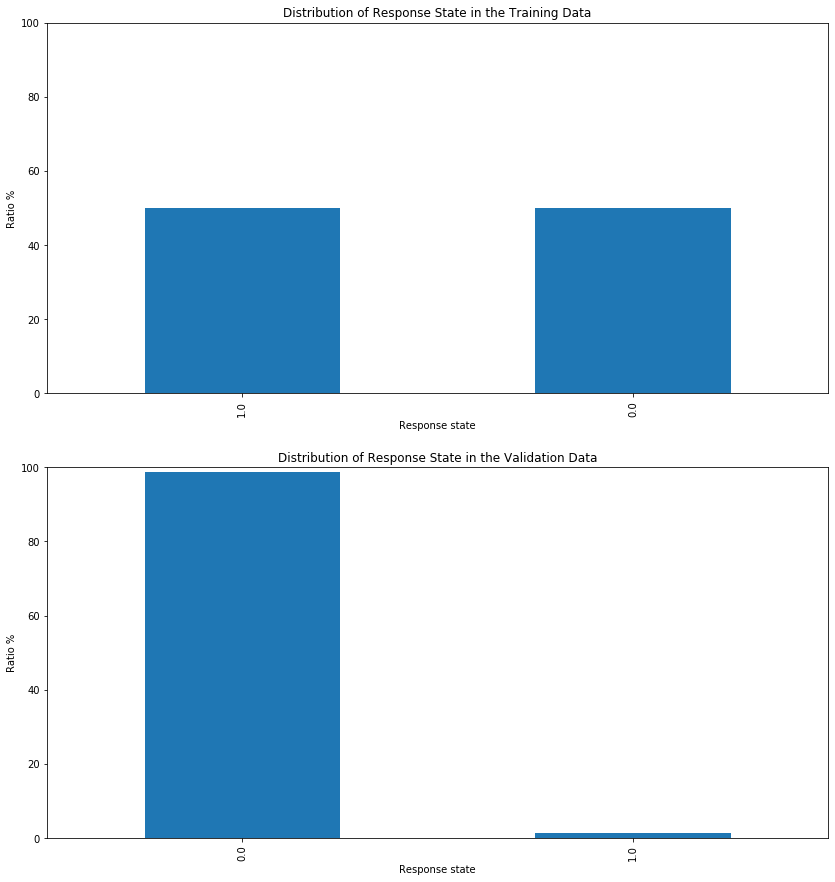 Distribution of Response State in the Training Data
100
80
60
40
20
0
Ratio %
1.0
0.0
Response state
Distribution of Response State in the Validation Data
100
80
60
40
20
0
Ratio %
0.0
1.0
Response state